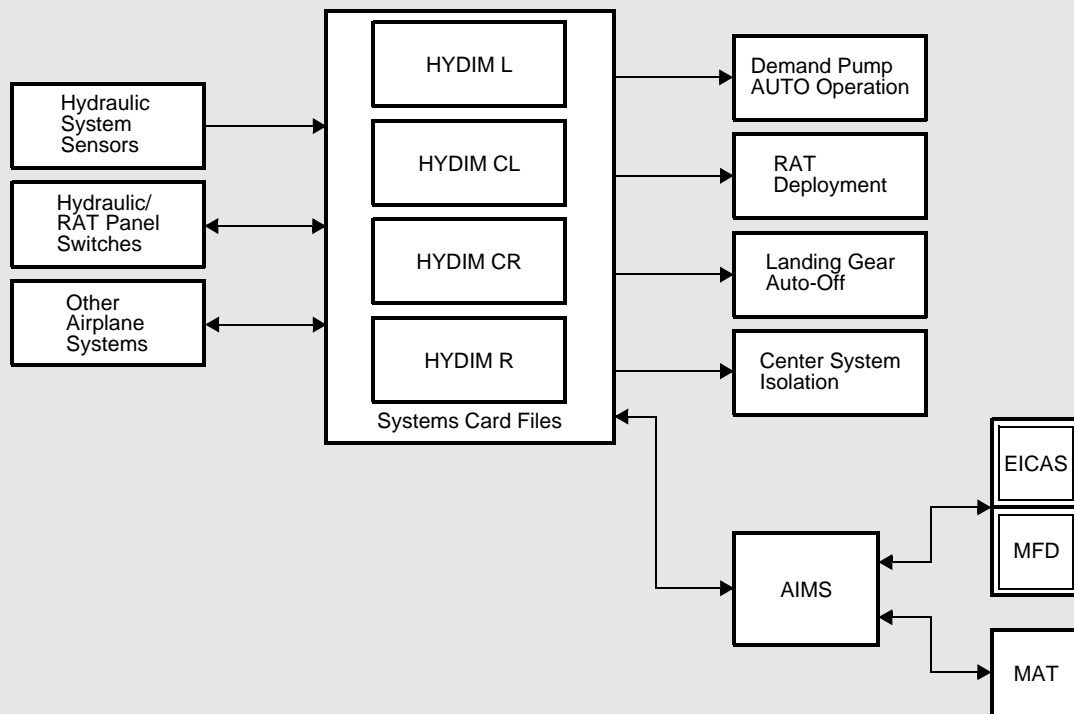 Hydraulic
System
Sensors
Hydraulic/
RAT Panel
Switches
Other
Airplane
Systems
HYDIM L
HYDIM CL
HYDIM CR
HYDIM R
Systems Card Files
Demand Pump
AUTO Operation
RAT
Deployment
Landing Gear
Auto-Off
Center System
Isolation
AIMS
EICAS
MFD
MAT